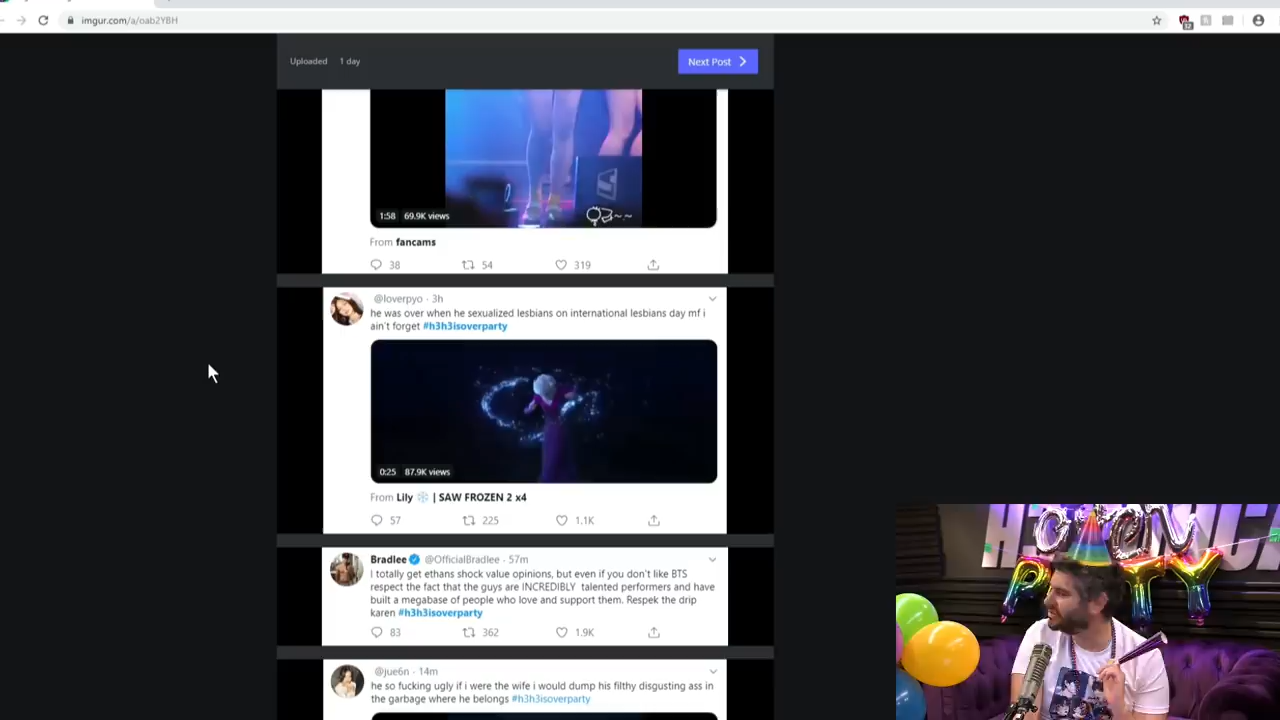 imgur.com/a/oab2Y8H
Uploaded 1 day
Next Post
1:58 69.9K views
From fancams
38 54 319
@loverpyo · 3h
he was over when he sexualized lesbians on international lesbians day mf i
ain't forget #h3h3isoverparty
0:25 87.9K views
From Lily ❄️ | SAW FROZEN 2 x4
57 225 1.1K
Bradlee @OfficialBradlee · 57m
I totally get ethans shock value opinions, but even if you don't like BTS
respect the fact that the guys are INCREDIBLY talented performers and have
built a megabase of people who love and support them. Respek the drip
karen #h3h3isoverparty
83 362 1.9K
@jue6n · 14m
he so fucking ugly if i were the wife i would dump his filthy disgusting ass in
the garbage where he belongs #h3h3isoverparty
PRTY